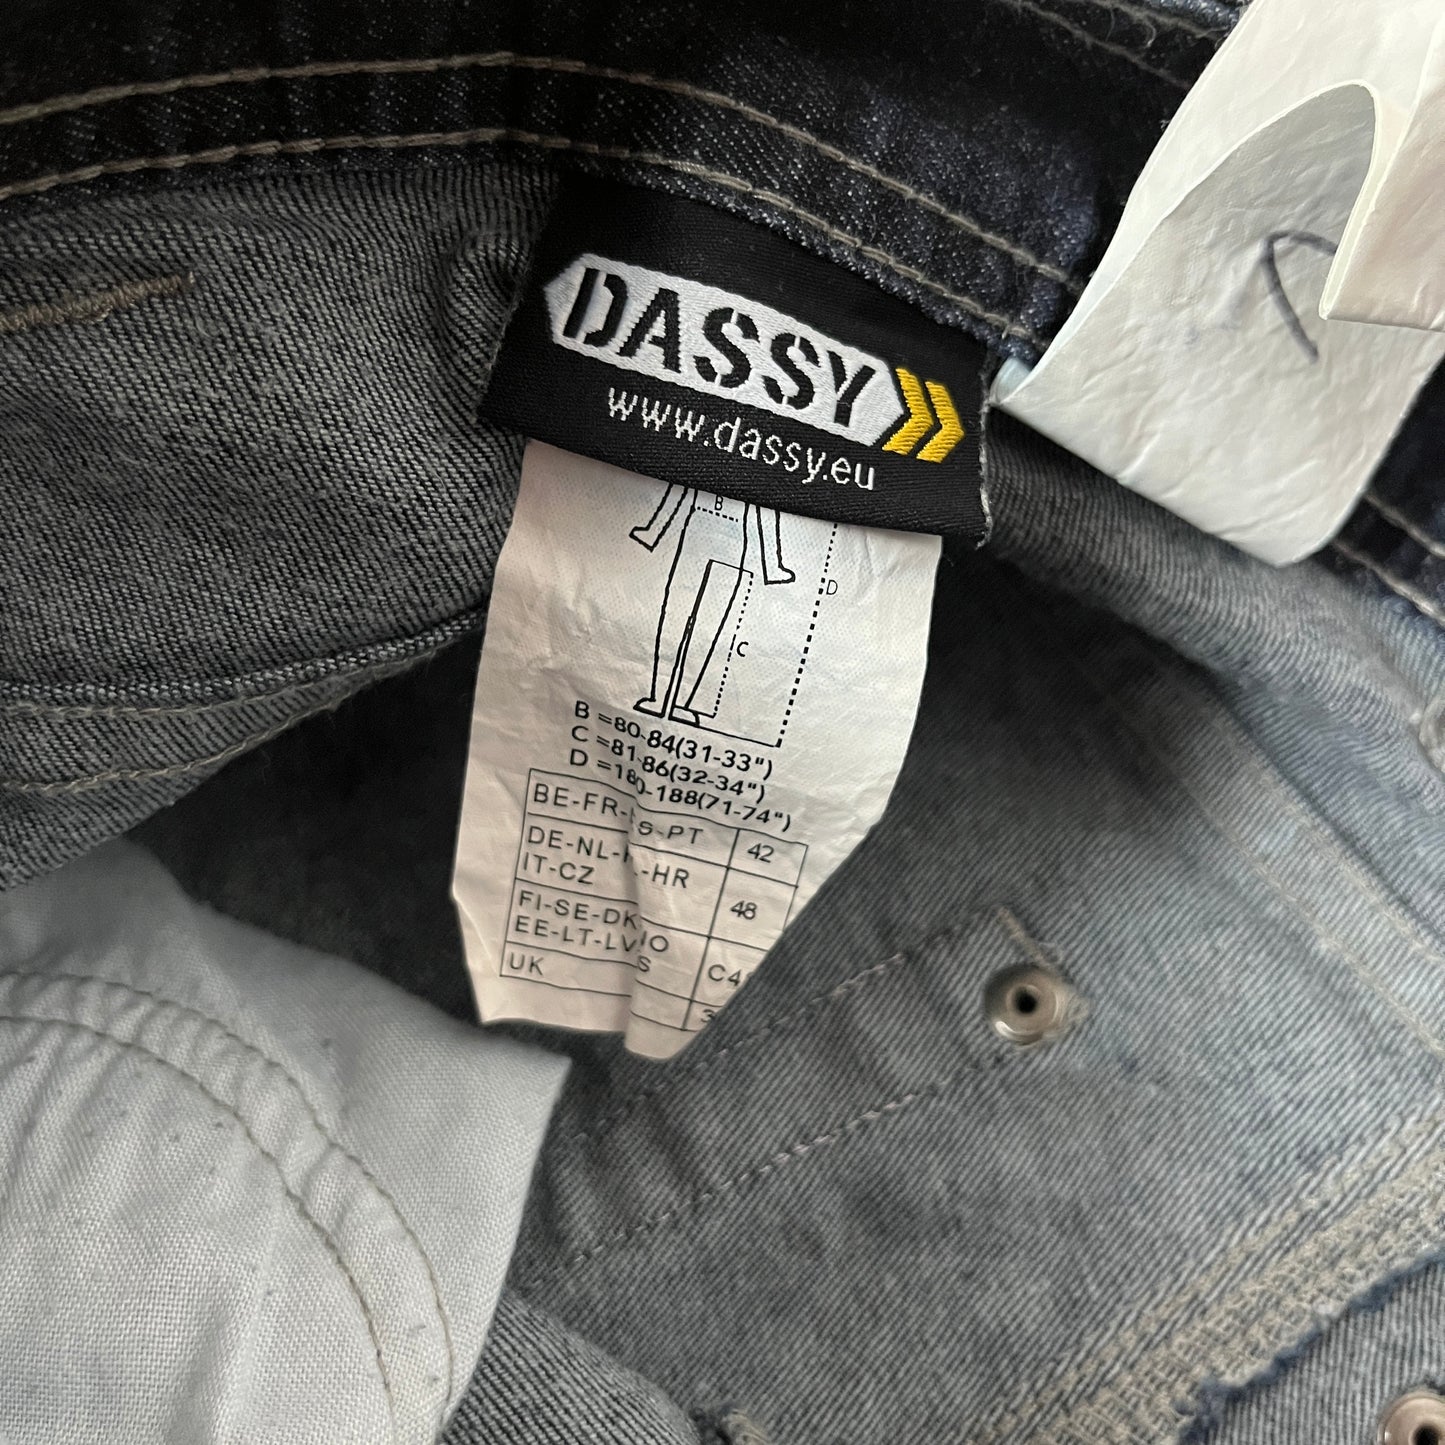 DASSY
www.dassy.eu
B
D
C
B =80-84(31-33")
C =81-86(32-34")
D =180-188(71-74")
BE-FR- S-PT 42
DE-NL- -HR
IT-CZ 48
FI-SE-DK
EE-LT-LV
UK